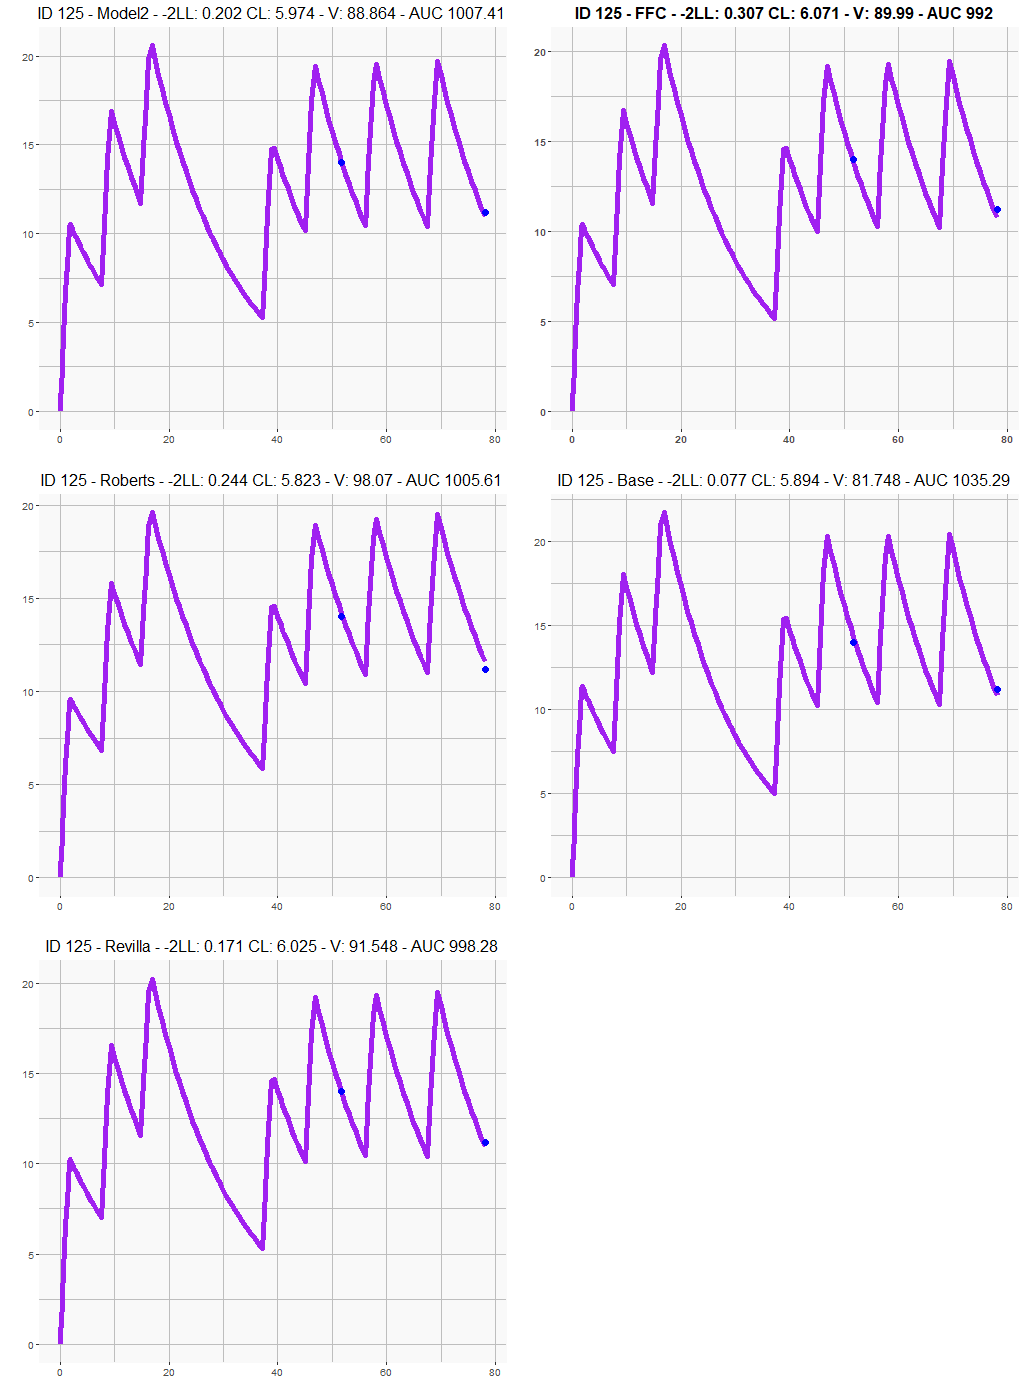 ID 125 - Model2 - -2LL: 0.202 CL: 5.974 - V: 88.864 - AUC 1007.41
20
15
10
5
0
0 20 40 60 80
ID 125 - FFC - -2LL: 0.307 CL: 6.071 - V: 89.99 - AUC 992
20
15
10
5
0
0 20 40 60 80
ID 125 - Roberts - -2LL: 0.244 CL: 5.823 - V: 98.07 - AUC 1005.61
20
15
10
5
0
0 20 40 60 80
ID 125 - Base - -2LL: 0.077 CL: 5.894 - V: 81.748 - AUC 1035.29
20
15
10
5
0
0 20 40 60 80
ID 125 - Revilla - -2LL: 0.171 CL: 6.025 - V: 91.548 - AUC 998.28
20
15
10
5
0
0 20 40 60 80